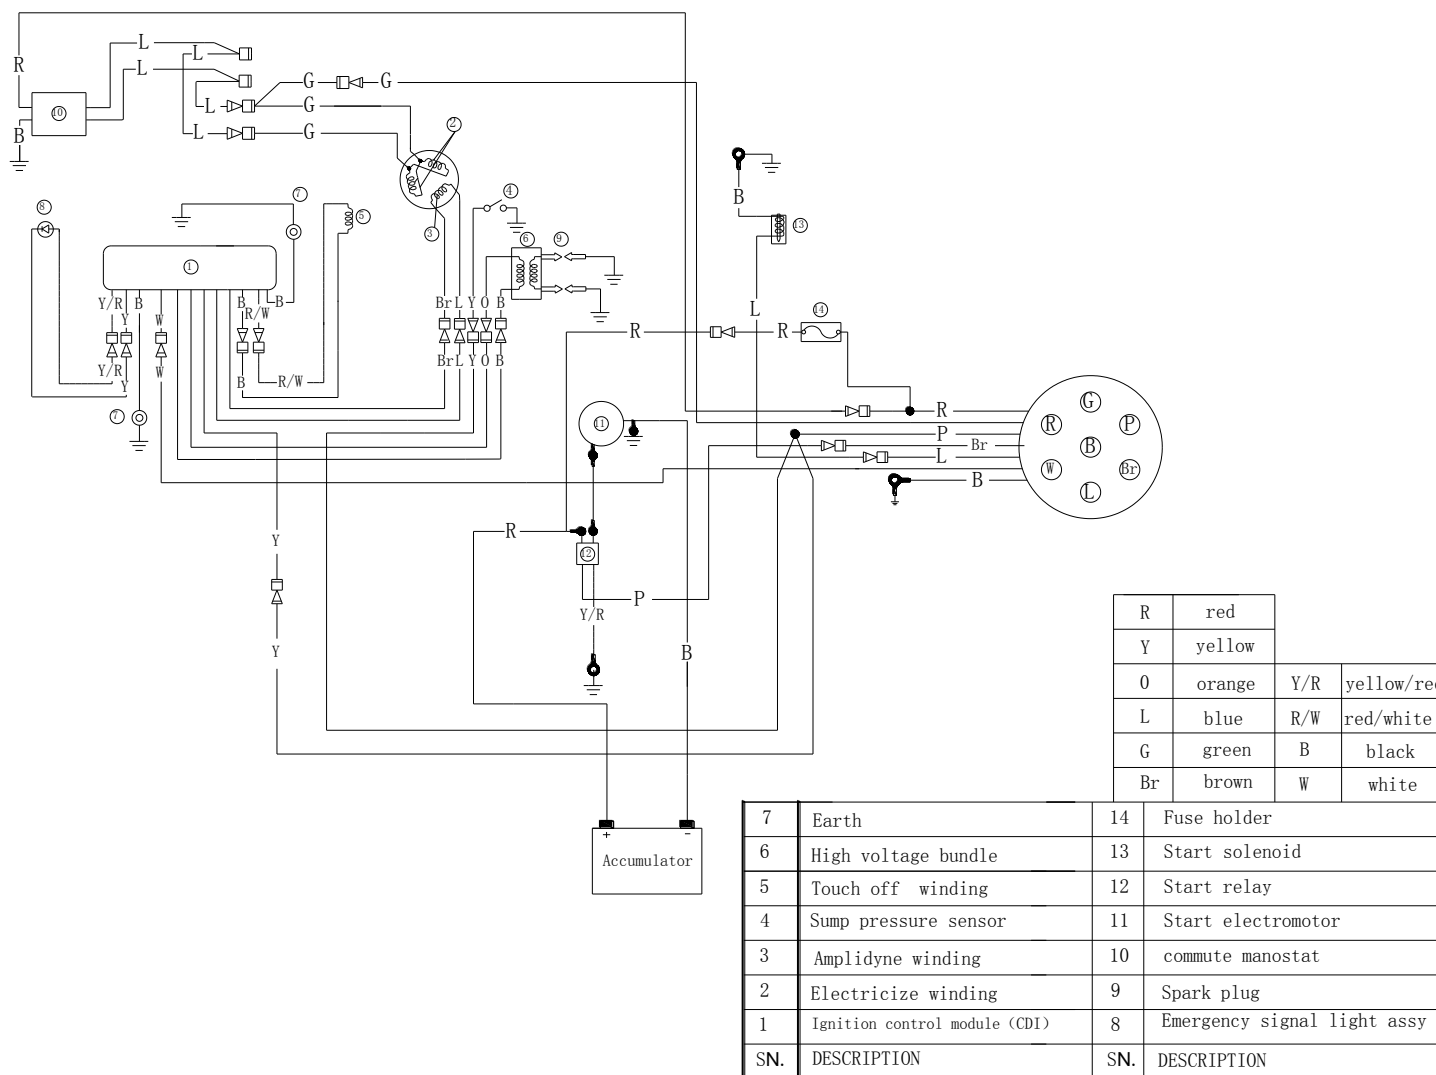 L
L
R
L
G
G
10
L
G
2
B
L
G
7
4
B
8
5
13
3
6
9
1
Y/R
B
B
B
Br L Y O B
L
14
Y
W
R/W
R
R
Y/R
W
Br L Y O B
B
R/W
Y
G
R
R
P
7
11
P
Br
B
L
W
Br
B
L
Y
R
12
P
Y/R
Y
B
R red
Y yellow
O orange Y/R yellow/red
L blue R/W red/white
G green B black
Br brown W white
+ -
Accumulator
7 Earth 14 Fuse holder
6 High voltage bundle 13 Start solenoid
5 Touch off winding 12 Start relay
4 Sump pressure sensor 11 Start electromotor
3 Amplidyne winding 10 commute manostat
2 Electricize winding 9 Spark plug
1 Ignition control module (CDI) 8 Emergency signal light assy
SN. DESCRIPTION SN. DESCRIPTION